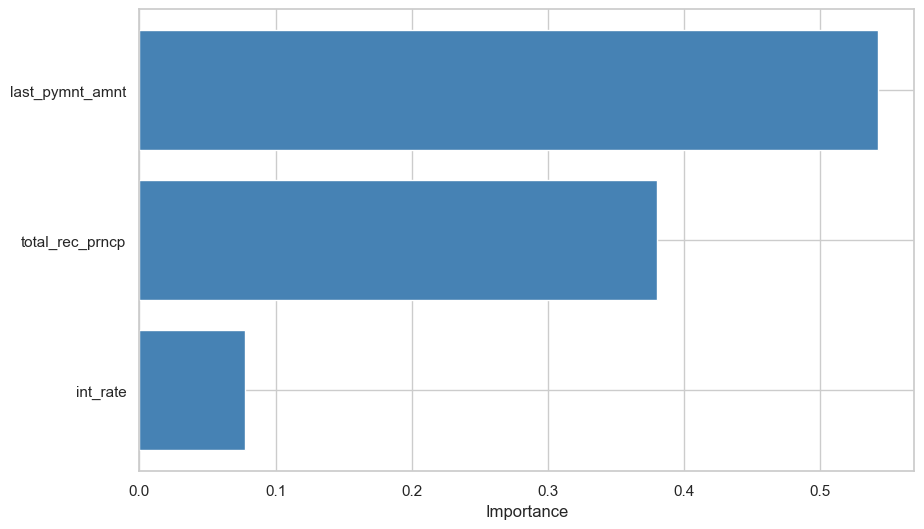 last_pymnt_amnt
total_rec_prncp
int_rate
0.0 0.1 0.2 0.3 0.4 0.5
Importance